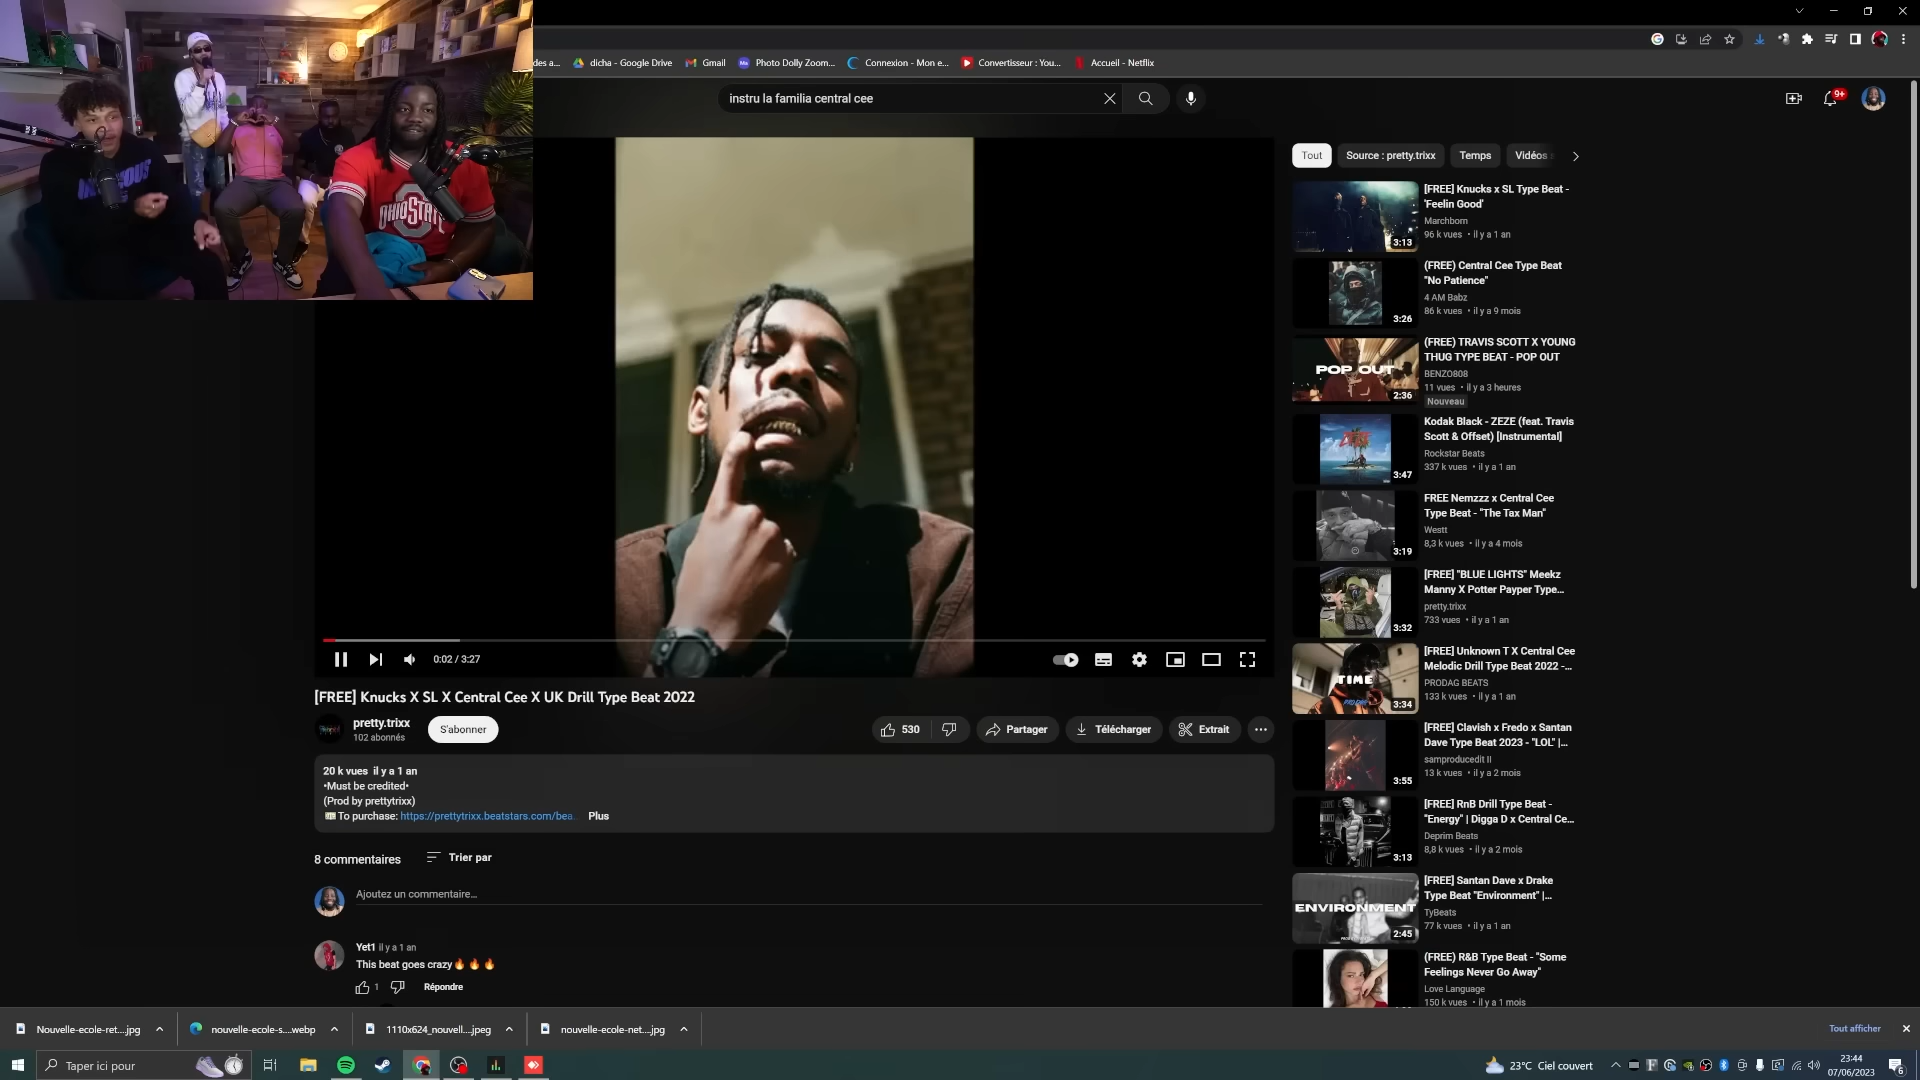 des a...
dicha - Google Drive
Gmail
Photo Dolly Zoom...
Connexion - Mon e...
Convertisseur : You...
Accueil - Netflix
instru la familia central cee
9+
OHIO STATE
Tout
Source : pretty.trixx
Temps
Vidéos
[FREE] Knucks x SL Type Beat -
'Feelin Good'
Marchborn
96 k vues • il y a 1 an
3:13
(FREE) Central Cee Type Beat
"No Patience"
4 AM Babz
86 k vues • il y a 9 mois
3:26
(FREE) TRAVIS SCOTT X YOUNG
THUG TYPE BEAT - POP OUT
BENZO808
11 vues • il y a 3 heures
Nouveau
POP OUT
2:36
Kodak Black - ZEZE (feat. Travis
Scott & Offset) [Instrumental]
Rockstar Beats
337 k vues • il y a 1 an
3:47
FREE Nemzzz x Central Cee
Type Beat - "The Tax Man"
Westt
8,3 k vues • il y a 4 mois
3:19
[FREE] "BLUE LIGHTS" Meekz
Manny X Potter Payper Type...
pretty.trixx
733 vues • il y a 1 an
3:32
[FREE] Unknown T X Central Cee
Melodic Drill Type Beat 2022 -...
PRODAG BEATS
133 k vues • il y a 1 an
TIME
3:34
[FREE] Clavish x Fredo x Santan
Dave Type Beat 2023 - "LOL" |...
samproducedit II
13 k vues • il y a 2 mois
3:55
[FREE] RnB Drill Type Beat -
"Energy" | Digga D x Central Ce...
Deprim Beats
8,8 k vues • il y a 2 mois
3:13
[FREE] Santan Dave x Drake
Type Beat "Environment" |...
TyBeats
77 k vues • il y a 1 an
ENVIRONMENT
2:45
(FREE) R&B Type Beat - "Some
Feelings Never Go Away"
Love Language
150 k vues • il y a 1 mois
0:02 / 3:27
[FREE] Knucks X SL X Central Cee X UK Drill Type Beat 2022
pretty.trixx
102 abonnés
S'abonner
530
Partager
Télécharger
Extrait
20 k vues il y a 1 an
•Must be credited•
(Prod by prettytrixx)
To purchase: https://prettytrixx.beatstars.com/bea... Plus
8 commentaires
Trier par
Ajoutez un commentaire...
Yet1 il y a 1 an
This beat goes crazy🔥🔥🔥
1
Répondre
Nouvelle-ecole-ret....jpg
nouvelle-ecole-s....webp
1110x624_nouvell....jpeg
nouvelle-ecole-net....jpg
Tout afficher
Taper ici pour
23°C Ciel couvert
23:44
07/06/2023
6